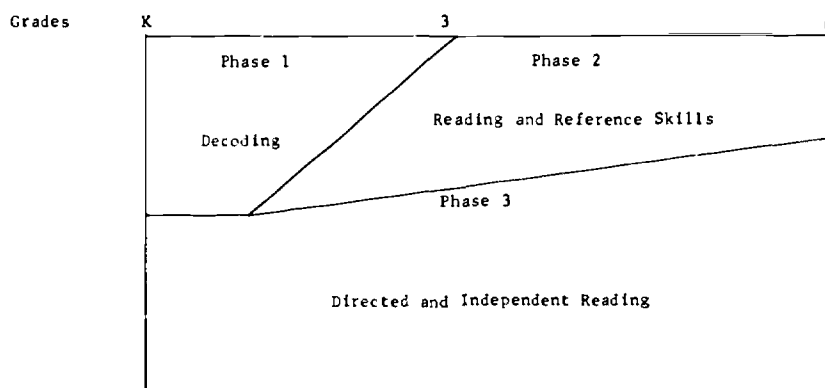 Grades K 3
Phase 1 Phase 2
Reading and Reference Skills
Decoding
Phase 3
Directed and Independent Reading